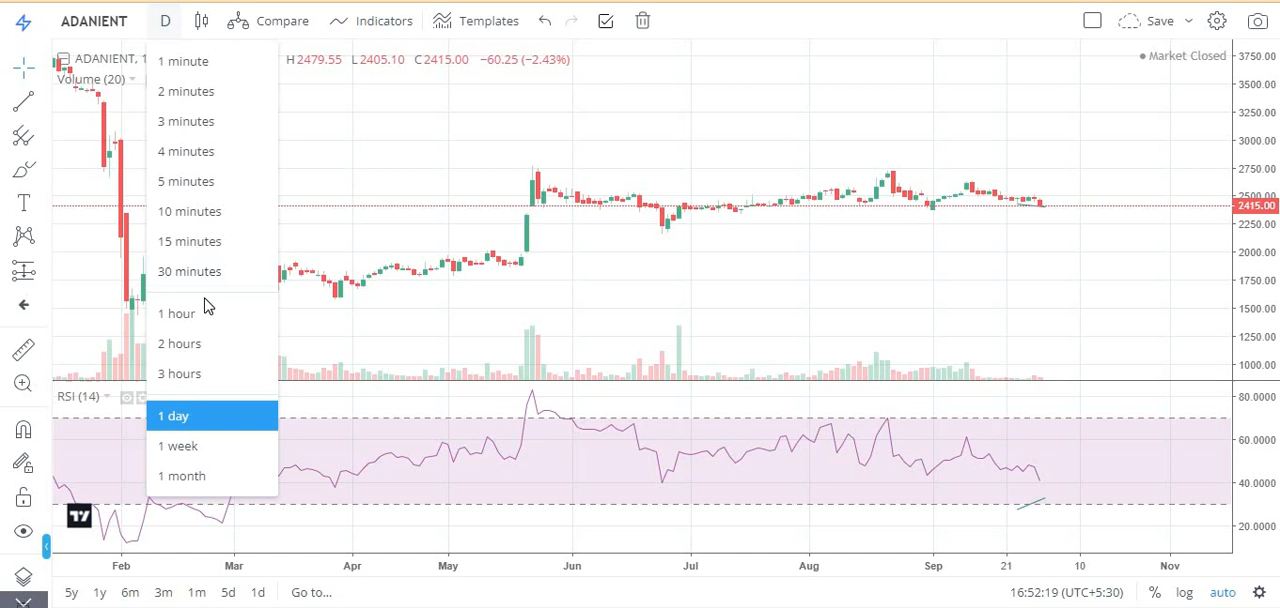 ADANIENT D Compare Indicators Templates Save
ADANIENT, 1 H2479.55 L2405.10 C2415.00 −60.25 (−2.43%) Market Closed
Volume (20)
1 minute
2 minutes
3 minutes
4 minutes
5 minutes
10 minutes
15 minutes
30 minutes
1 hour
2 hours
3 hours
1 day
1 week
1 month
3750.00
3500.00
3250.00
3000.00
2750.00
2500.00
2415.00
2250.00
2000.00
1750.00
1500.00
1250.00
1000.00
RSI (14)
80.0000
60.0000
40.0000
20.0000
Feb Mar Apr May Jun Jul Aug Sep 21 10 Nov
5y 1y 6m 3m 1m 5d 1d Go to... 16:52:19 (UTC+5:30) % log auto